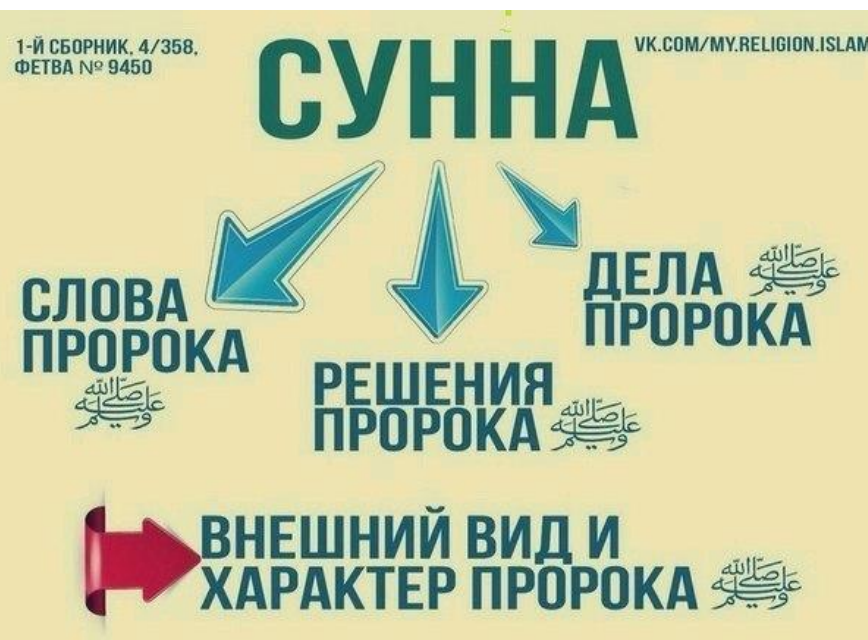 1-Й СБОРНИК, 4/358,
ФЕТВА № 9450
VK.COM/MY.RELIGION.ISLAM
СУННА
СЛОВА
ПРОРОКА
ﷺ
РЕШЕНИЯ
ПРОРОКА ﷺ
ДЕЛА ﷺ
ПРОРОКА
ВНЕШНИЙ ВИД И
ХАРАКТЕР ПРОРОКА ﷺ